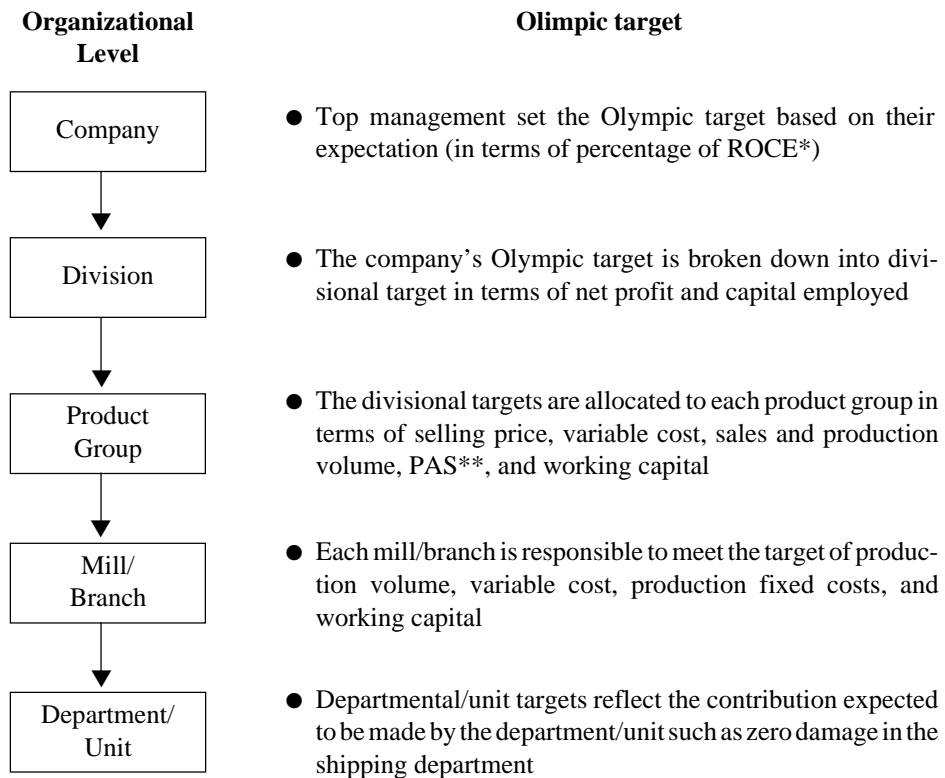 Organizational
Level
Olimpic target
Company
● Top management set the Olympic target based on their
expectation (in terms of percentage of ROCE*)
Division
● The company's Olympic target is broken down into divi-
sional target in terms of net profit and capital employed
Product
Group
● The divisional targets are allocated to each product group in
terms of selling price, variable cost, sales and production
volume, PAS**, and working capital
Mill/
Branch
● Each mill/branch is responsible to meet the target of produc-
tion volume, variable cost, production fixed costs, and
working capital
Department/
Unit
● Departmental/unit targets reflect the contribution expected
to be made by the department/unit such as zero damage in the
shipping department